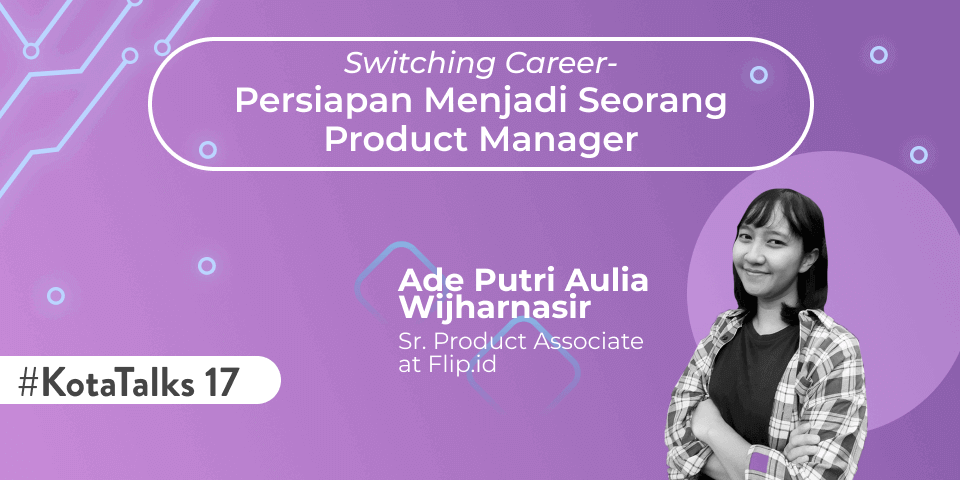 Switching Career-
Persiapan Menjadi Seorang
Product Manager
Ade Putri Aulia
Wijharnasir
Sr. Product Associate
at Flip.id
#KotaTalks 17